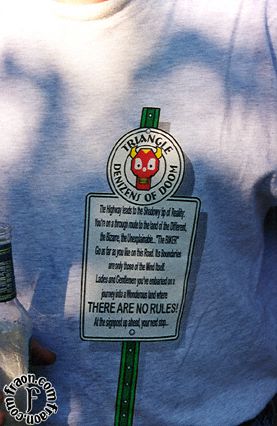 TRIANGLE
DENIZENS OF DOOM
The Highway leads to the Shadowy tip of Reality:
You're on a through route to the land of the Different,
the Bizarre, the Unexplainable..."The BIKER"
Go as far as you like on this Road. Its boundaries
are only those of the Mind Itself.
Ladies and Gentlemen you've embarked on a
journey into a Wonderous land where
THERE ARE NO RULES!
At the signpost up ahead, your next stop...
fraon.com
fraon.com